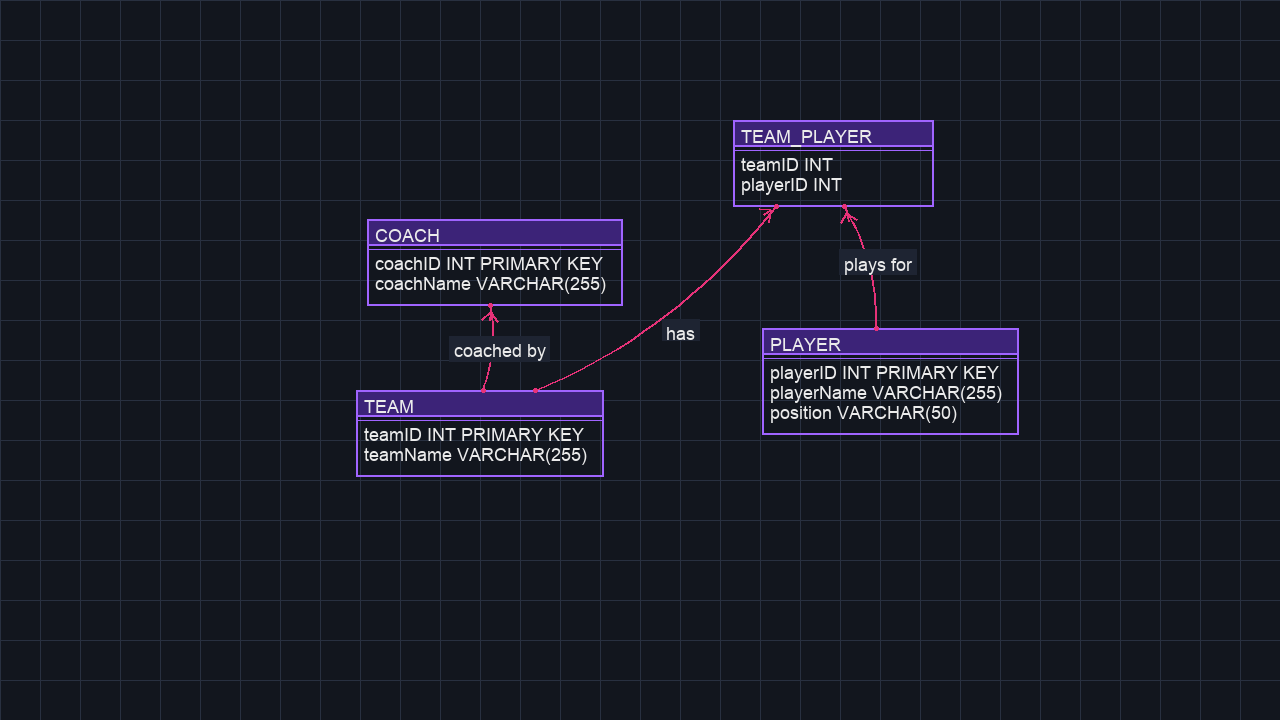 TEAM_PLAYER
teamID INT
playerID INT
COACH
coachID INT PRIMARY KEY
coachName VARCHAR(255)
plays for
has
coached by
PLAYER
playerID INT PRIMARY KEY
playerName VARCHAR(255)
position VARCHAR(50)
TEAM
teamID INT PRIMARY KEY
teamName VARCHAR(255)